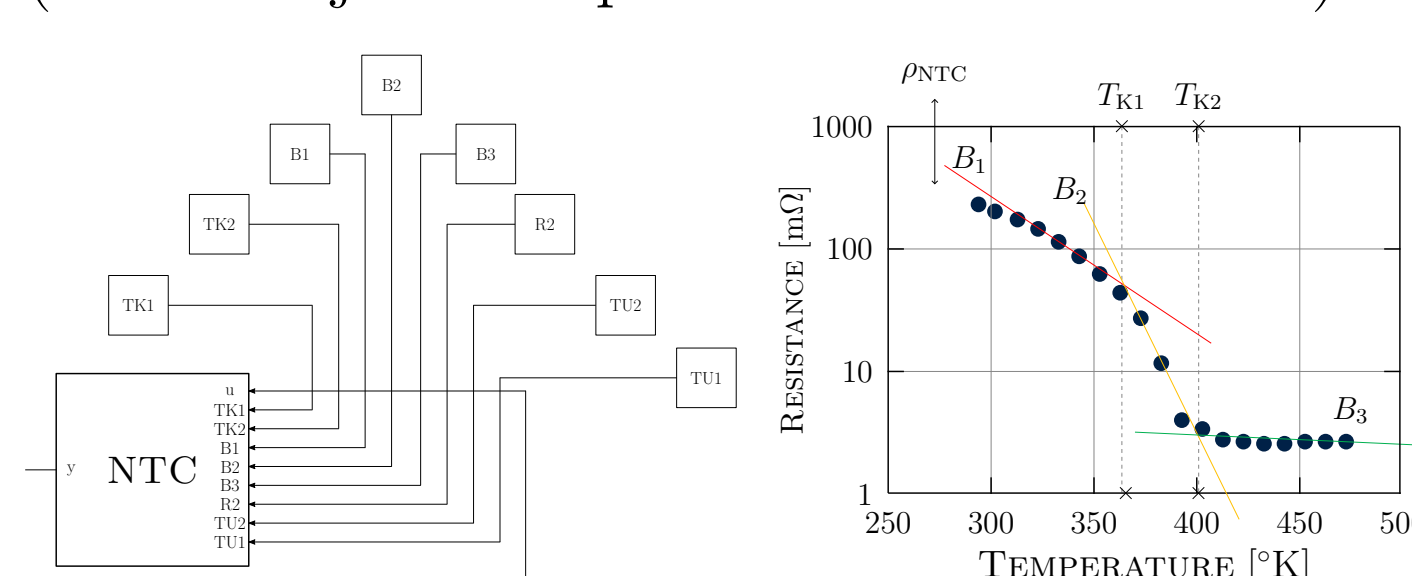 B2
B1
B3
TK2
R2
TK1
TU2
TU1
u
TK1
TK2
B1
B2
B3
R2
TU2
TU1
y
NTC
ρNTC
TK1
TK2
B1
B2
B3
1000
100
10
1
RESISTANCE [mΩ]
250 300 350 400 450
TEMPERATURE [°K]